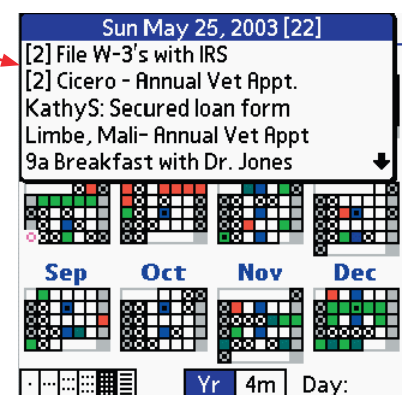 Sun May 25, 2003 [22]
[2] File W-3's with IRS
[2] Cicero - Annual Vet Appt.
KathyS: Secured loan form
Limbe, Mali- Annual Vet Appt
9a Breakfast with Dr. Jones
Sep Oct Nov Dec
Yr 4m Day: